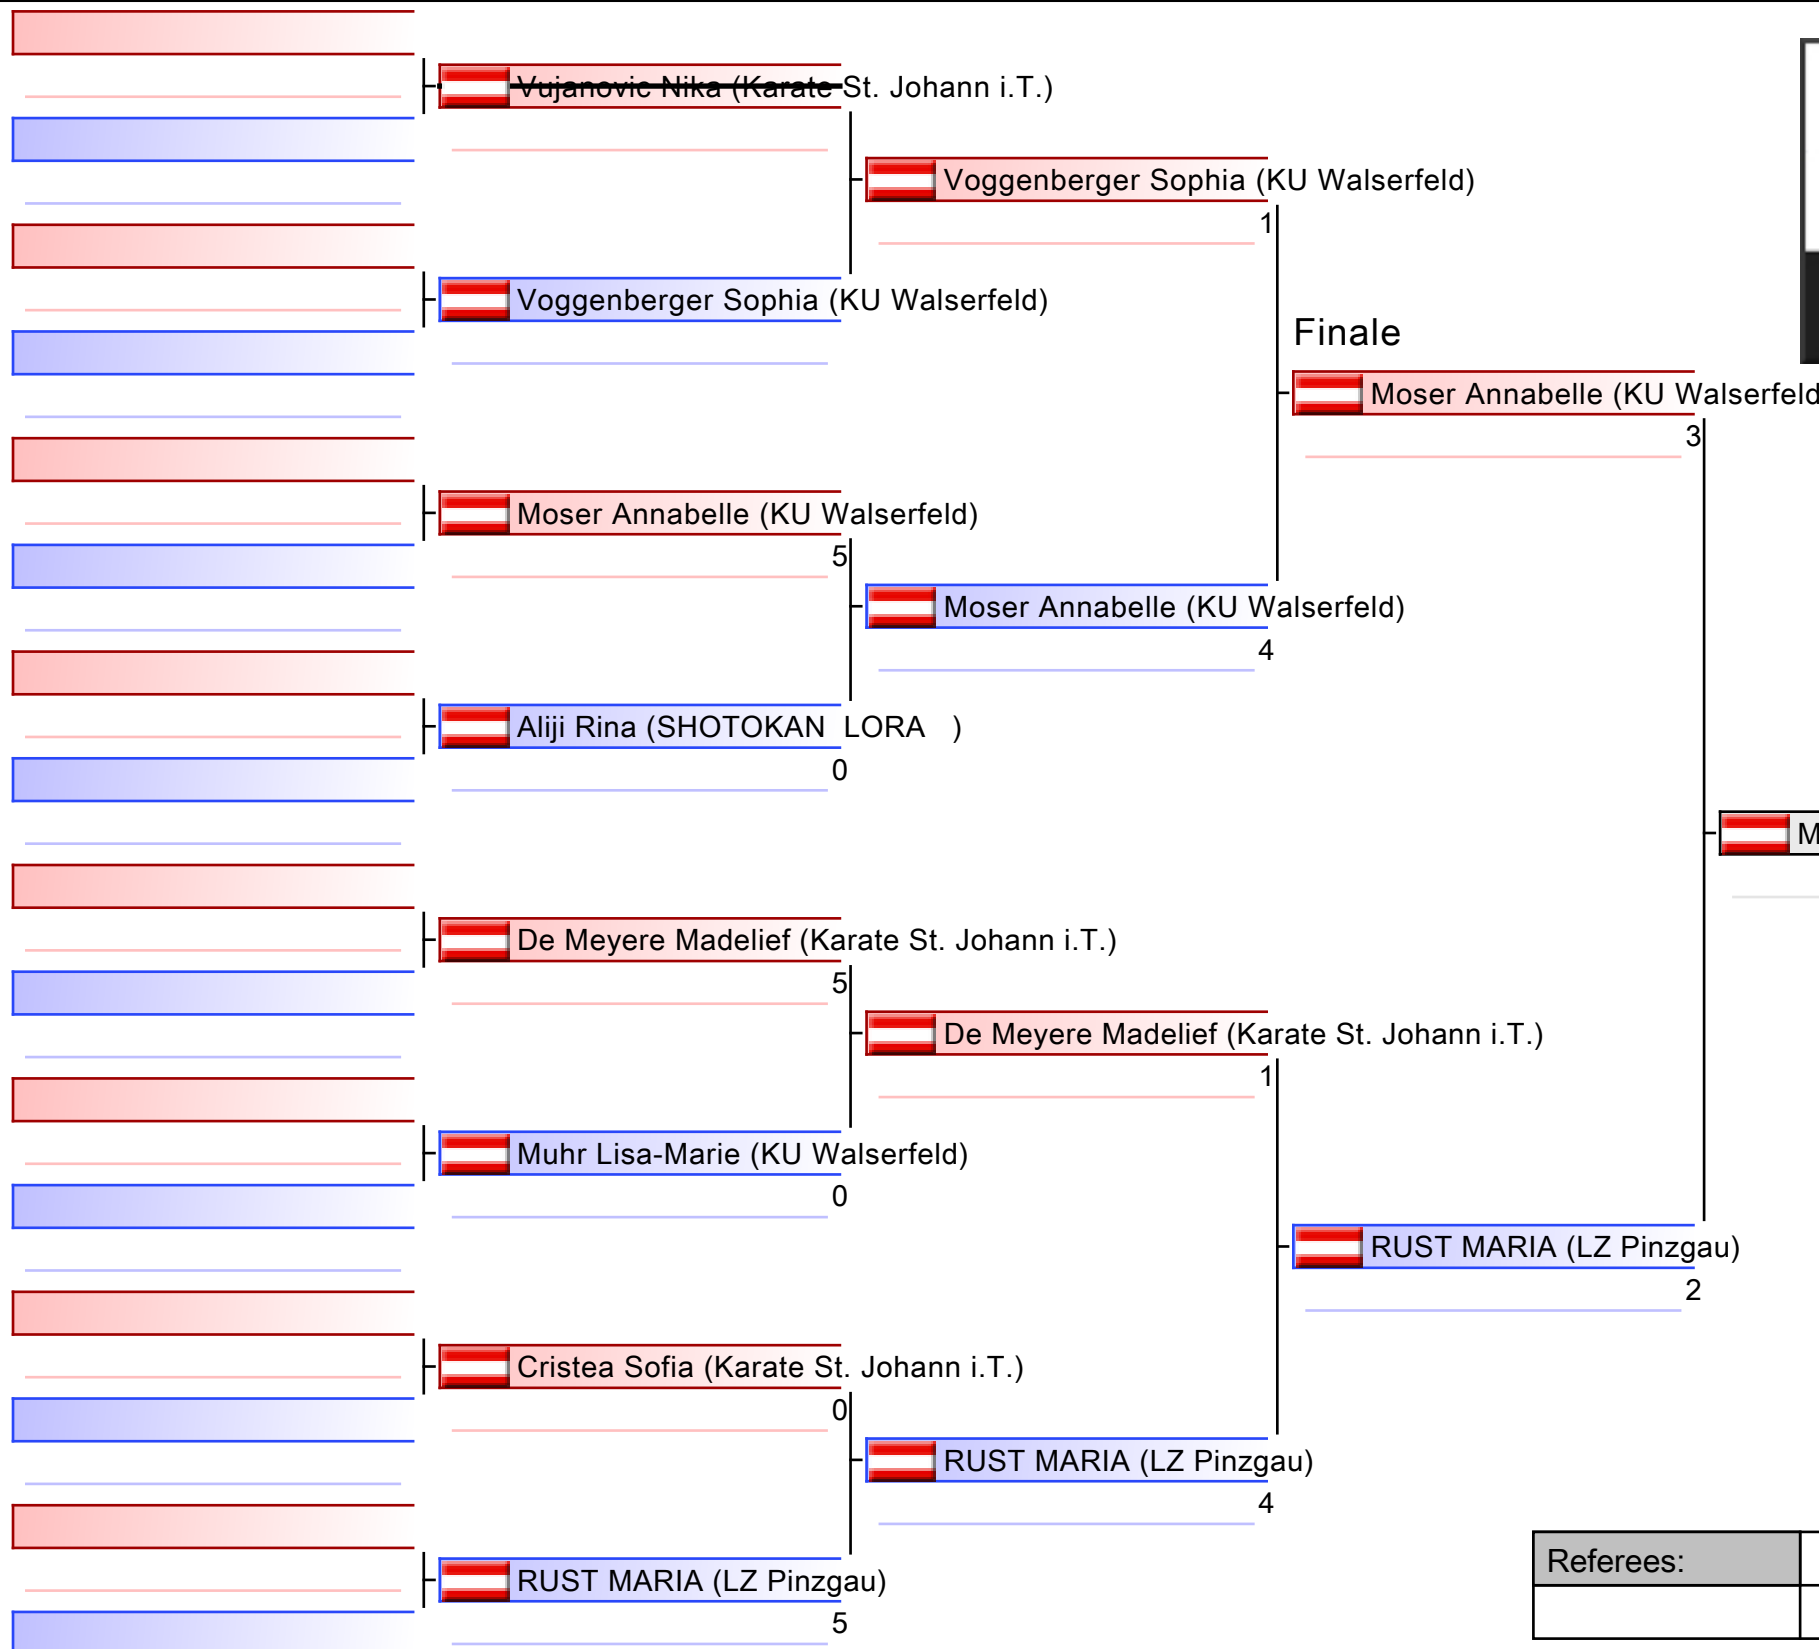 Vujanovic Nika (Karate St. Johann i.T.)
Voggenberger Sophia (KU Walserfeld)
1
Voggenberger Sophia (KU Walserfeld)
Finale
Moser Annabelle (KU Walserfeld
3
Moser Annabelle (KU Walserfeld)
5
Moser Annabelle (KU Walserfeld)
4
Aliji Rina (SHOTOKAN LORA )
0
M
De Meyere Madelief (Karate St. Johann i.T.)
5
De Meyere Madelief (Karate St. Johann i.T.)
1
Muhr Lisa-Marie (KU Walserfeld)
0
RUST MARIA (LZ Pinzgau)
2
Cristea Sofia (Karate St. Johann i.T.)
0
RUST MARIA (LZ Pinzgau)
4
Referees:
RUST MARIA (LZ Pinzgau)
5